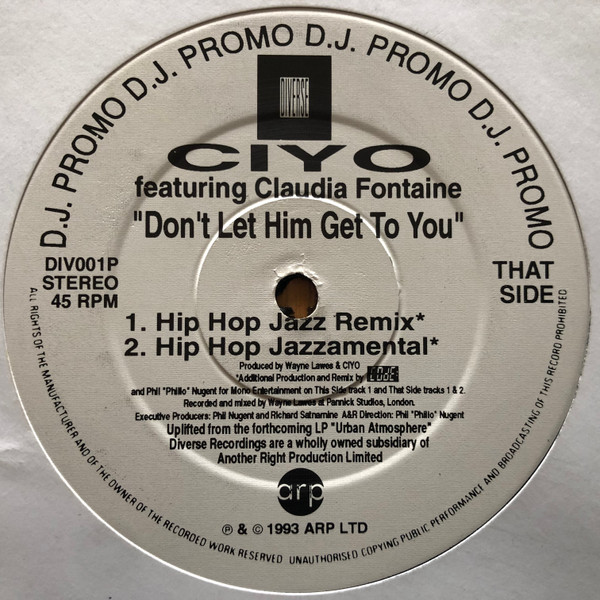 D.J. PROMO D.J. PROMO D.J. PROMO D.J. PROMO
DIVERSE
CIYO
featuring Claudia Fontaine
"Don't Let Him Get To You"
DIV001P
STEREO
45 RPM
THAT
SIDE
1. Hip Hop Jazz Remix*
2. Hip Hop Jazzamental*
Produced by Wayne Lawes & CIYO
*Additional Production and Remix by
and Phil "Phillo" Nugent for Mono Entertainment on This Side track 1 and That Side tracks 1 & 2.
Recorded and mixed by Wayne Lawes at Pannick Studios, London.
Executive Producers: Phil Nugent and Richard Satnarine A&R Direction: Phil "Phillo" Nugent
Uplifted from the forthcoming LP "Urban Atmosphere"
Diverse Recordings are a wholly owned subsidiary of
Another Right Production Limited
arp
℗ & © 1993 ARP LTD
ALL RIGHTS OF THE MANUFACTURER AND OF THE OWNER OF THE RECORDED WORK RESERVED UNAUTHORISED COPYING PUBLIC PERFORMANCE AND BROADCASTING OF THIS RECORD PROHIBITED